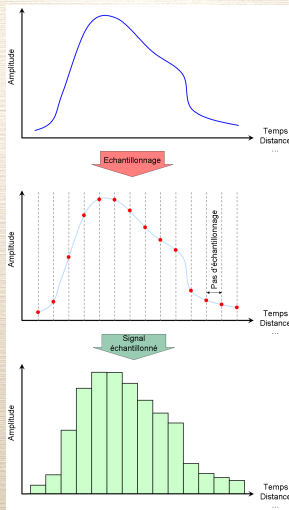 Amplitude
Temps
Distance
...
Echantillonnage
Amplitude
Pas d'échantillonnage
Temps
Distance
...
Signal
échantillonné
Amplitude
Temps
Distance
...